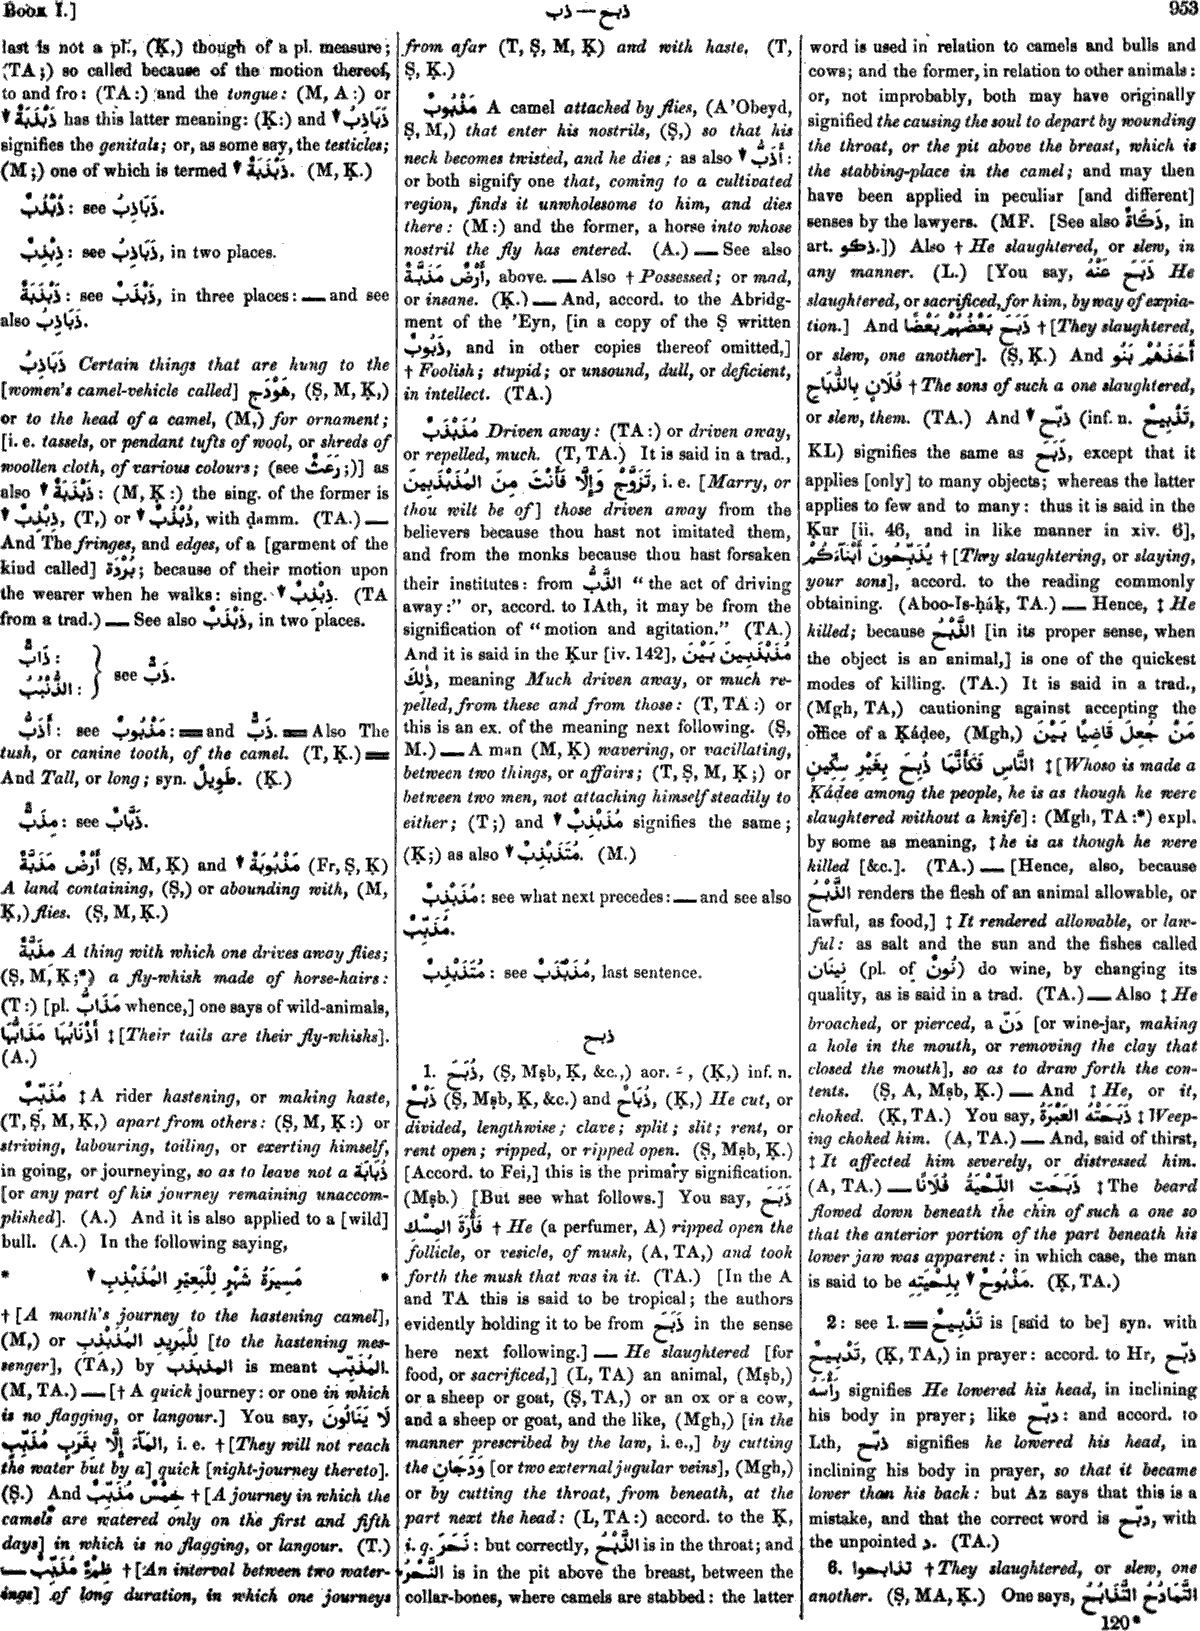 Book I.]
ذبح — ذب
953
last is not a pl., (Ḳ,) though of a pl. measure;
(TA;) so called because of the motion thereof,
to and fro: (TA:) and the tongue: (M, A:) or
ذَبْذَبَةٌ ▼ has this latter meaning: (Ḳ:) and ذَبَاذِبُ ▼
signifies the genitals; or, as some say, the testicles;
(M;) one of which is termed ذَبْذَبَةٌ ▼. (M, Ḳ.)
ذُبْذُبٌ: see ذَبَاذِبُ.
ذِبْذِبٌ: see ذَبَاذِبُ, in two places.
ذَبْذَبَةٌ: see ذَبْذَبٌ, in three places: — and see
also ذَبَاذِبُ.
ذَبَاذِبُ Certain things that are hung to the
[women's camel-vehicle called] هَوْدَج, (Ṣ, M, Ḳ,)
or to the head of a camel, (M,) for ornament;
[i. e. tassels, or pendant tufts of wool, or shreds of
woollen cloth, of various colours; (see رَعَثٌ;)] as
also ذَبْذَبَةٌ ▼: (M, Ḳ:) the sing. of the former is
ذِبْذِبٌ ▼, (T,) or ذُبْذُبٌ ▼, with ḍamm. (TA.) —
And The fringes, and edges, of a [garment of the
kind called] بُرْدَة; because of their motion upon
the wearer when he walks: sing. ذِبْذِبٌ ▼. (TA
from a trad.) — See also ذَبْذَبٌ, in two places.
ذَابٌّ:
الذُّنْبُبُ:
see ذَبٌّ.
أَذَبُّ: see مَذْبُوبٌ: = and ذَبٌّ. = Also The
tush, or canine tooth, of the camel. (T, Ḳ.) =
And Tall, or long; syn. طَوِيلٌ. (Ḳ.)
مِذَبٌّ: see ذَبَّابٌ.
أَرْضٌ مَذَبَّةٌ (Ṣ, M, Ḳ) and مَذْبُوبَةٌ ▼ (Fr, Ṣ, Ḳ)
A land containing, (Ṣ,) or abounding with, (M,
Ḳ,) flies. (Ṣ, M, Ḳ.)
مِذَبَّةٌ A thing with which one drives away flies;
(Ṣ, M, Ḳ;*) a fly-whisk made of horse-hairs:
(T:) [pl. مَذَابُّ whence,] one says of wild-animals,
أَذْنَابُهَا مَذَابُّهَا ‡ [Their tails are their fly-whisks].
(A.)
مُذَبِّبٌ ‡ A rider hastening, or making haste,
(T, Ṣ, M, Ḳ,) apart from others: (Ṣ, M, Ḳ:) or
striving, labouring, toiling, or exerting himself,
in going, or journeying, so as to leave not a ذُبَابَة
[or any part of his journey remaining unaccom-
plished]. (A.) And it is also applied to a [wild]
bull. (A.) In the following saying,
* مَسِيرَةُ شَهْرٍ لِلْبَعِيرِ المُذَبْذِبِ ▼ *
† [A month's journey to the hastening camel],
(M,) or لِلْبَرِيدِ المُذَبْذِبِ [to the hastening mes-
senger], (TA,) by المذبذب is meant المُذَبِّب.
(M, TA.) — [† A quick journey: or one in which
is no flagging, or langour.] You say, لَا يَنَالُونَ
المَآءَ إِلَّا بِقَرَبٍ مُذَبِّبٍ, i. e. † [They will not reach
the water but by a] quick [night-journey thereto].
(Ṣ.) And خِمْسٌ مُذَبِّبٌ † [A journey in which the
camels are watered only on the first and fifth
days] in which is no flagging, or langour. (T.)
— ظِمْءٌ مُذَبِّبٌ † [An interval between two water-
ings] of long duration, in which one journeys
from afar (T, Ṣ, M, Ḳ) and with haste, (T,
Ṣ, Ḳ.)
مَذْبُوبٌ A camel attached by flies, (A'Obeyd,
Ṣ, M,) that enter his nostrils, (Ṣ,) so that his
neck becomes twisted, and he dies; as also أَذَبُّ ▼:
or both signify one that, coming to a cultivated
region, finds it unwholesome to him, and dies
there: (M:) and the former, a horse into whose
nostril the fly has entered. (A.) — See also
أَرْضٌ مَذَبَّةٌ, above. — Also † Possessed; or mad,
or insane. (Ḳ.) — And, accord. to the Abridg-
ment of the 'Eyn, [in a copy of the Ṣ written
ذَبُوبٌ, and in other copies thereof omitted,]
† Foolish; stupid; or unsound, dull, or deficient,
in intellect. (TA.)
مُذَبْذَبٌ Driven away: (TA:) or driven away,
or repelled, much. (T, TA.) It is said in a trad.,
تَزَوَّجْ وَإِلَّا فَأَنْتَ مِنَ المُذَبْذَبِينَ, i. e. [Marry, or
thou wilt be of] those driven away from the
believers because thou hast not imitated them,
and from the monks because thou hast forsaken
their institutes: from الذَّبُّ "the act of driving
away:" or, accord. to IAth, it may be from the
signification of "motion and agitation." (TA.)
And it is said in the Ḳur [iv. 142], مُذَبْذَبِينَ بَيْنَ
ذٰلِكَ, meaning Much driven away, or much re-
pelled, from these and from those: (T, TA:) or
this is an ex. of the meaning next following. (Ṣ,
M.) — A man (M, Ḳ) wavering, or vacillating,
between two things, or affairs; (T, Ṣ, M, Ḳ;) or
between two men, not attaching himself steadily to
either; (T;) and مُذَبْذِبٌ ▼ signifies the same;
(Ḳ;) as also مُتَذَبْذِبٌ ▼. (M.)
مُذَبْذِبٌ: see what next precedes: — and see also
مُذَبِّبٌ.
مُتَذَبْذِبٌ: see مُذَبْذَبٌ, last sentence.
ذبح
1. ذَبَحَ, (Ṣ, Mṣb, Ḳ, &c.,) aor. ـَ, (Ḳ,) inf. n.
ذَبْحٌ (Ṣ, Mṣb, Ḳ, &c.) and ذُبَاحٌ, (Ḳ,) He cut, or
divided, lengthwise; clave; split; slit; rent, or
rent open; ripped, or ripped open. (Ṣ, Mṣb, Ḳ.)
[Accord. to Fei,] this is the primary signification.
(Mṣb.) [But see what follows.] You say, ذَبَحَ
فَأْرَةَ المِسْكِ † He (a perfumer, A) ripped open the
follicle, or vesicle, of musk, (A, TA,) and took
forth the musk that was in it. (TA.) [In the A
and TA this is said to be tropical; the authors
evidently holding it to be from ذَبَحَ in the sense
here next following.] — He slaughtered [for
food, or sacrificed,] (L, TA) an animal, (Mṣb,)
or a sheep or goat, (Ṣ, TA,) or an ox or a cow,
and a sheep or goat, and the like, (Mgh,) [in the
manner prescribed by the law, i. e.,] by cutting
the وَدَجَان [or two external jugular veins], (Mgh,)
or by cutting the throat, from beneath, at the
part next the head: (L, TA:) accord. to the Ḳ,
i. q. نَحَرَ: but correctly, الذَّبْحُ is in the throat; and
النَّحْرُ is in the pit above the breast, between the
collar-bones, where camels are stabbed: the latter
word is used in relation to camels and bulls and
cows; and the former, in relation to other animals:
or, not improbably, both may have originally
signified the causing the soul to depart by wounding
the throat, or the pit above the breast, which is
the stabbing-place in the camel; and may then
have been applied in peculiar [and different]
senses by the lawyers. (MF. [See also ذَكَاةٌ, in
art. ذكو.]) Also † He slaughtered, or slew, in
any manner. (L.) [You say, ذَبَحَ عَنْهُ He
slaughtered, or sacrificed, for him, by way of expia-
tion.] And ذَبَحَ بَعْضُهُمْ بَعْضًا † [They slaughtered,
or slew, one another]. (Ṣ, Ḳ.) And أَخَذَهُمْ بَنُو
فُلَانٍ بِالذُّبَاحِ † The sons of such a one slaughtered,
or slew, them. (TA.) And ذَبَّحَ ▼ (inf. n. تَذْبِيحٌ,
KL) signifies the same as ذَبَحَ, except that it
applies [only] to many objects; whereas the latter
applies to few and to many: thus it is said in the
Ḳur [ii. 46, and in like manner in xiv. 6],
يُذَبِّحُونَ أَبْنَآءَكُمْ † [They slaughtering, or slaying,
your sons], accord. to the reading commonly
obtaining. (Aboo-Is-ḥáḳ, TA.) — Hence, ‡ He
killed; because الذَّبْحُ [in its proper sense, when
the object is an animal,] is one of the quickest
modes of killing. (TA.) It is said in a trad.,
(Mgh, TA,) cautioning against accepting the
office of a Ḳáḍee, (Mgh,) مَنْ جُعِلَ قَاضِيًا بَيْنَ
النَّاسِ فَكَأَنَّمَا ذُبِحَ بِغَيْرِ سِكِّينٍ ‡ [Whoso is made a
Ḳáḍee among the people, he is as though he were
slaughtered without a knife]: (Mgh, TA:*) expl.
by some as meaning, ‡ he is as though he were
killed [&c.]. (TA.) — [Hence, also, because
الذَّبْحُ renders the flesh of an animal allowable, or
lawful, as food,] ‡ It rendered allowable, or law-
ful: as salt and the sun and the fishes called
نِينَان (pl. of نُونٌ) do wine, by changing its
quality, as is said in a trad. (TA.) — Also ‡ He
broached, or pierced, a دَنّ [or wine-jar, making
a hole in the mouth, or removing the clay that
closed the mouth], so as to draw forth the con-
tents. (Ṣ, A, Mṣb, Ḳ.) — And ‡ He, or it,
choked. (Ḳ, TA.) You say, ذَبَحَتْهُ العَبْرَةُ ‡ Weep-
ing choked him. (A, TA.) — And, said of thirst,
‡ It affected him severely, or distressed him.
(A, TA.) — ذَبَحَتِ اللِّحْيَةُ فُلَانًا ‡ The beard
flowed down beneath the chin of such a one so
that the anterior portion of the part beneath his
lower jaw was apparent: in which case, the man
is said to be مَذْبُوحٌ ▼ بِلِحْيَتِهِ. (Ḳ, TA.)
2: see 1. = تَذْبِيحٌ is [said to be] syn. with
تَدْبِيحٌ, (Ḳ, TA,) in prayer: accord. to Hr, ذَبَّحَ
رَأْسَهُ signifies He lowered his head, in inclining
his body in prayer; like دَبَّحَ: and accord. to
Lth, ذَبَّحَ signifies he lowered his head, in
inclining his body in prayer, so that it became
lower than his back: but Az says that this is a
mistake, and that the correct word is دَبَّحَ, with
the unpointed د. (TA.)
6. تذابحوا † They slaughtered, or slew, one
another. (Ṣ, MA, Ḳ.) One says, التَّمَادُحُ التَّذَابُحُ
120*